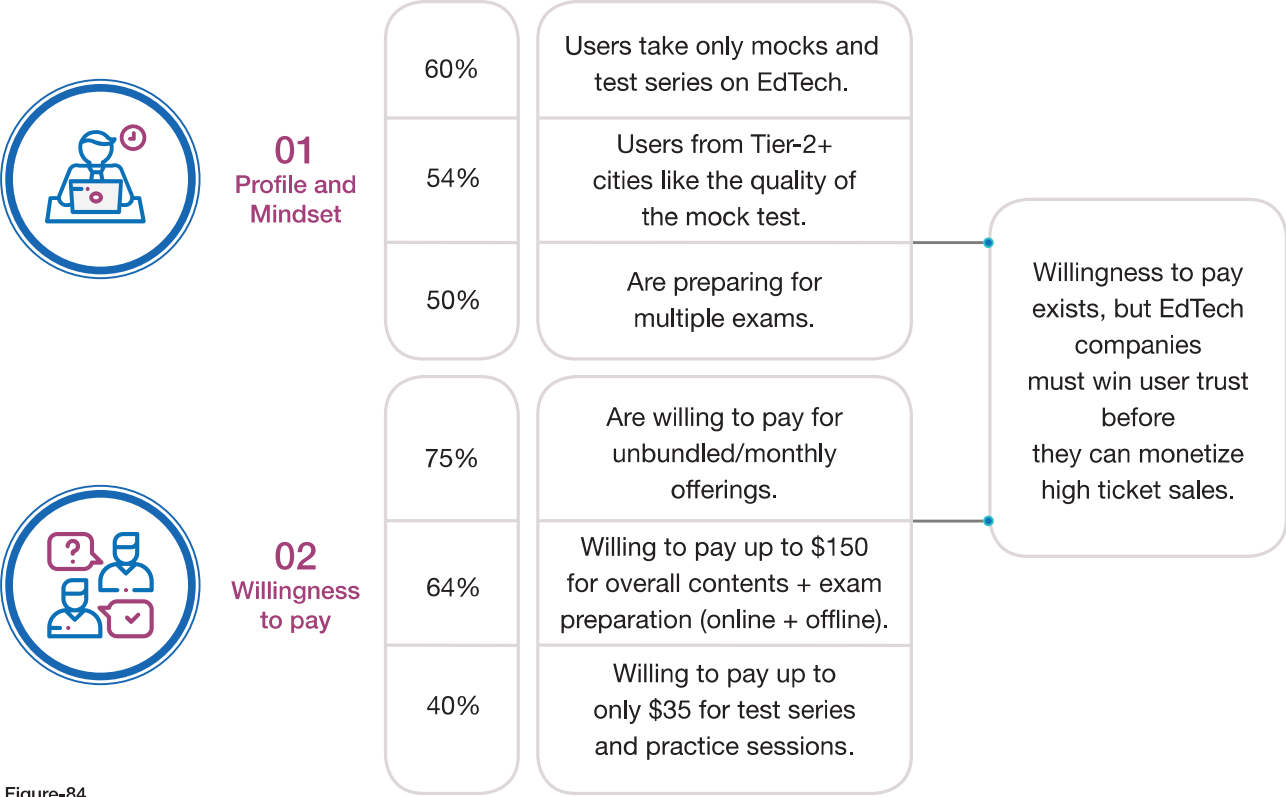 01
Profile and
Mindset
60%
Users take only mocks and
test series on EdTech.
54%
Users from Tier-2+
cities like the quality of
the mock test.
50%
Are preparing for
multiple exams.
02
Willingness
to pay
75%
Are willing to pay for
unbundled/monthly
offerings.
64%
Willing to pay up to $150
for overall contents + exam
preparation (online + offline).
40%
Willing to pay up to
only $35 for test series
and practice sessions.
Willingness to pay
exists, but EdTech
companies
must win user trust
before
they can monetize
high ticket sales.
Figure-84